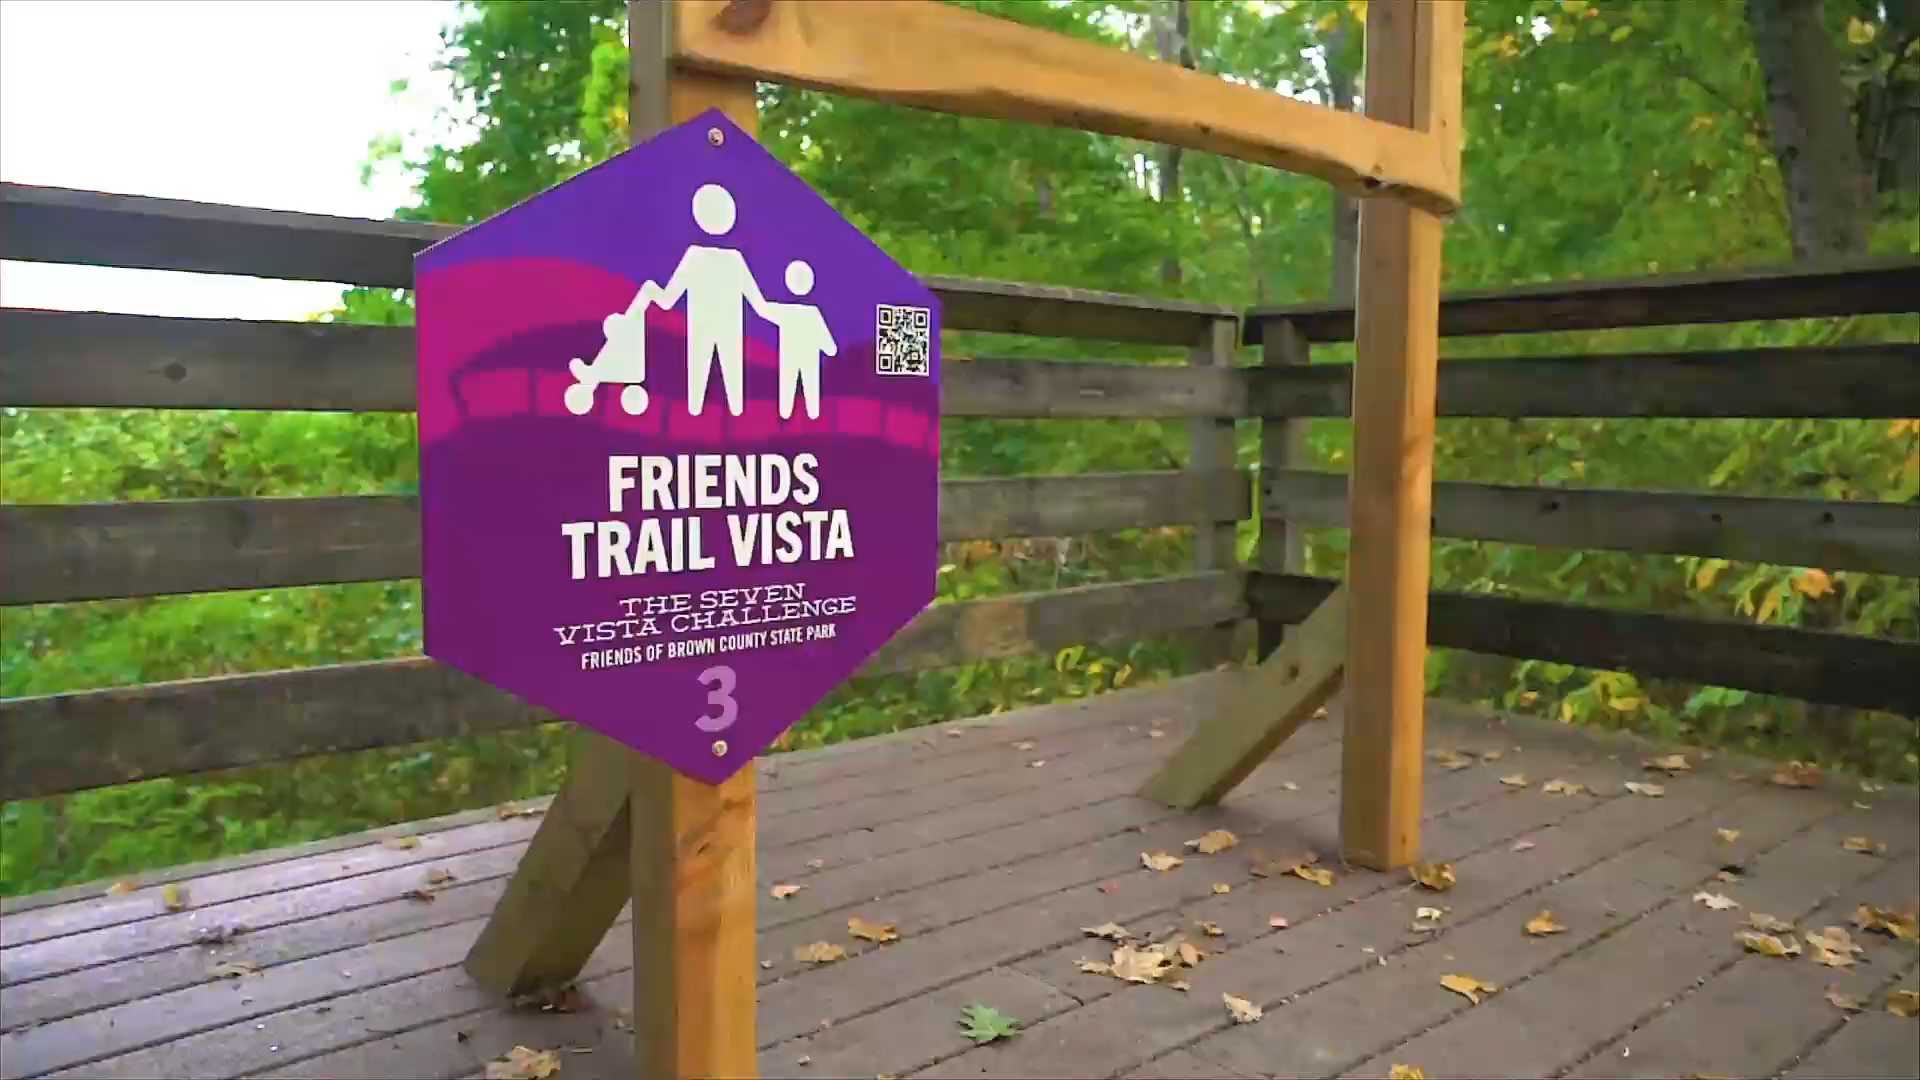 FRIENDS
TRAIL VISTA
THE SEVEN
VISTA CHALLENGE
FRIENDS OF BROWN COUNTY STATE PARK
3